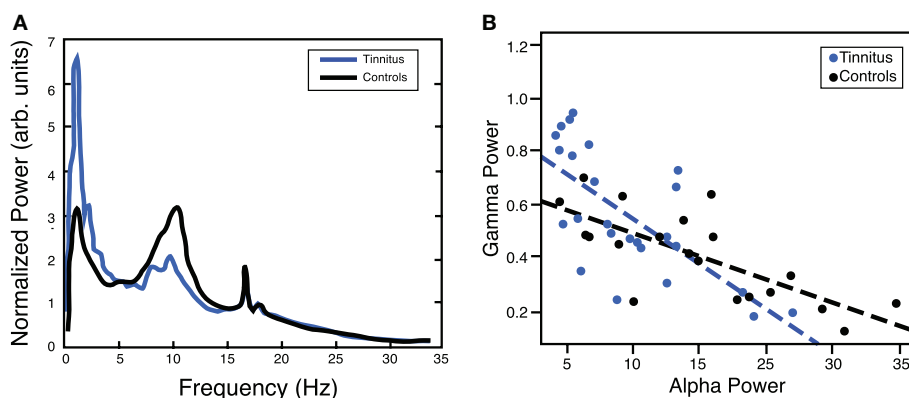 A
Normalized Power (arb. units)
7
6
5
4
3
2
1
0
0 5 10 15 20 25 30 35
Frequency (Hz)
Tinnitus
Controls
B
Gamma Power
1.2
1.0
0.8
0.6
0.4
0.2
5 10 15 25 30 35
Alpha Power
Tinnitus
Controls